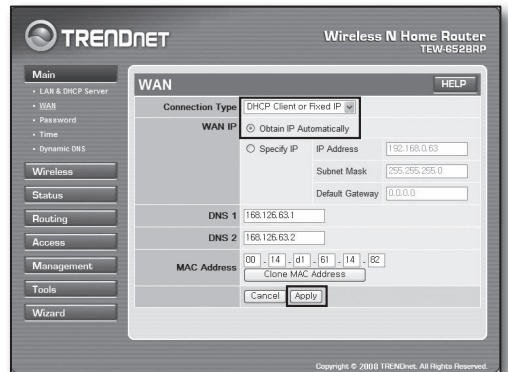 TRENDNET
Wireless N Home Router
TEW-652BRP
Main
• LAN & DHCP Server
• WAN
• Password
• Time
• Dynamic DNS
Wireless
Status
Routing
Access
Management
Tools
Wizard
WAN
HELP
Connection Type DHCP Client or Fixed IP
WAN IP Obtain IP Automatically
Specify IP IP Address 192.168.0.63
Subnet Mask 255.255.255.0
Default Gateway 0.0.0.0
DNS 1 168.126.63.1
DNS 2 168.126.63.2
MAC Address 00 - 14 - d1 - 61 - 14 - 82
Clone MAC Address
Cancel Apply
Copyright © 2008 TRENDnet. All Rights Reserved.